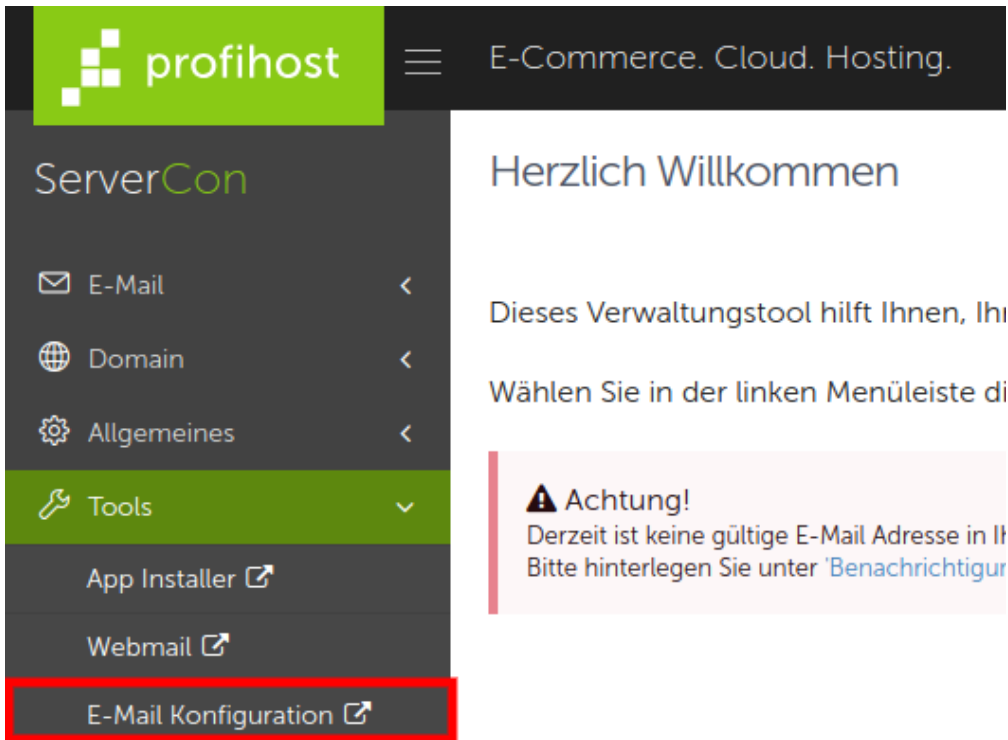 profihost
E-Commerce. Cloud. Hosting.
ServerCon
Herzlich Willkommen
E-Mail
Domain
Allgemeines
Tools
App Installer
Webmail
E-Mail Konfiguration
Dieses Verwaltungstool hilft Ihnen,
Wählen Sie in der linken Menüleiste
Achtung!
Derzeit ist keine gültige E-Mail Adresse in
Bitte hinterlegen Sie unter